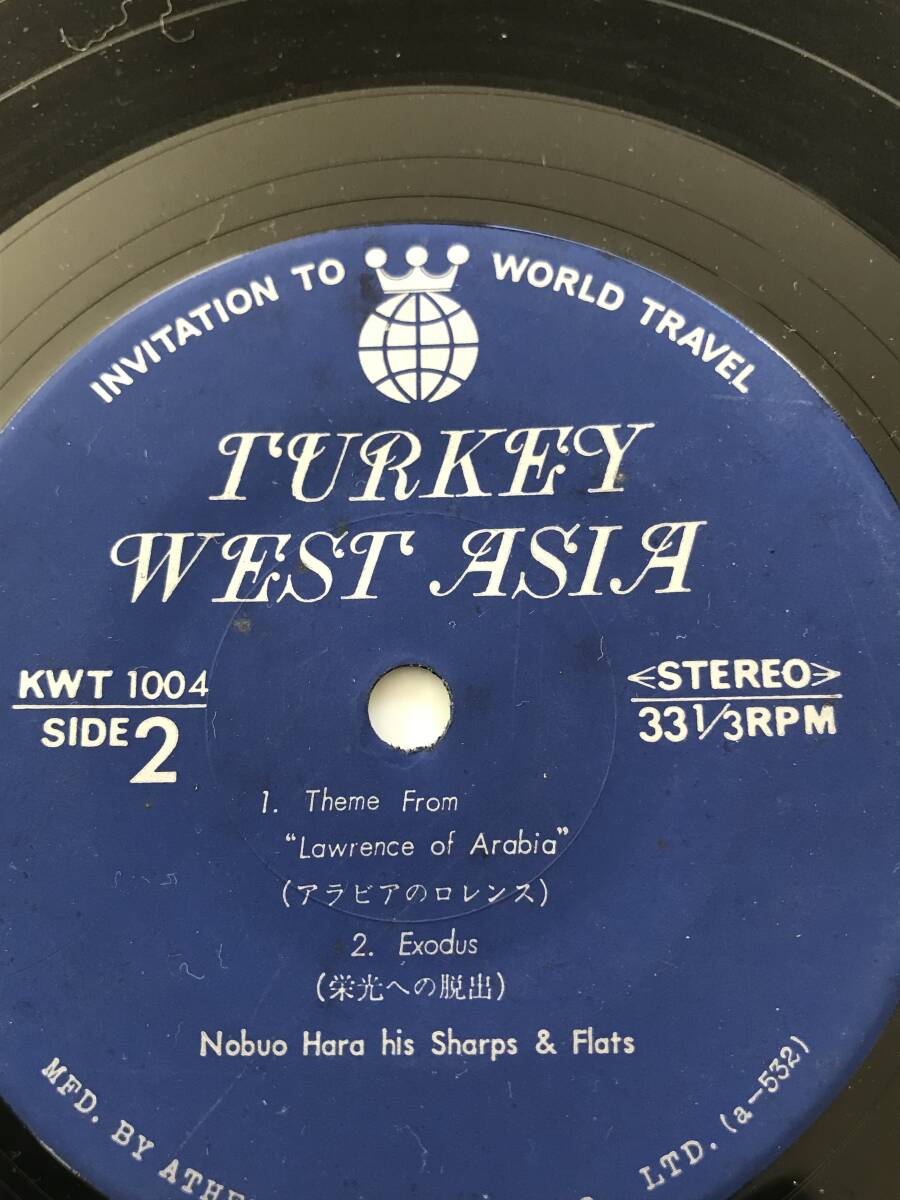 INVITATION TO WORLD TRAVEL
TURKEY
WEST ASIA
KWT 1004
SIDE 2
<STEREO>
33 1/3 RPM
1. Theme From
"Lawrence of Arabia"
(アラビアのロレンス)
2. Exodus
(栄光への脱出)
Nobuo Hara his Sharps & Flats
MFD. BY LTD. (a-532)